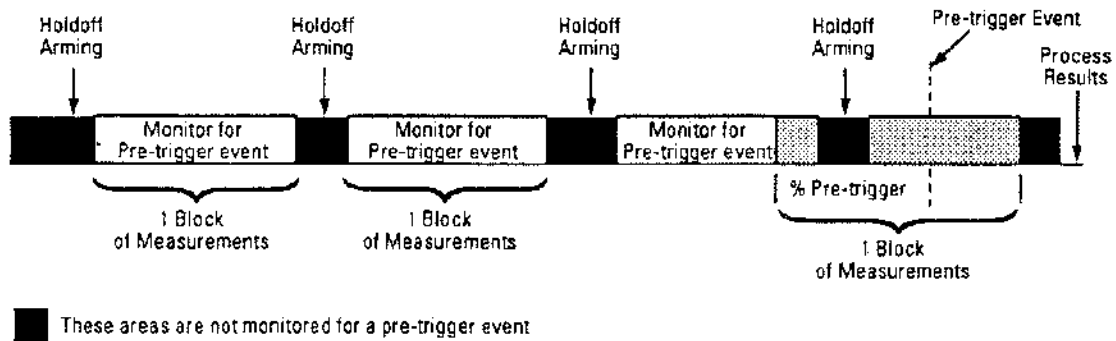 Holdoff
Arming
Holdoff
Arming
Holdoff
Arming
Holdoff
Arming
Pre-trigger Event
Process
Results
Monitor for
Pre-trigger event
Monitor for
Pre-trigger event
Monitor for
Pre-trigger event
% Pre-trigger
1 Block
of Measurements
1 Block
of Measurements
1 Block
of Measurements
These areas are not monitored for a pre-trigger event